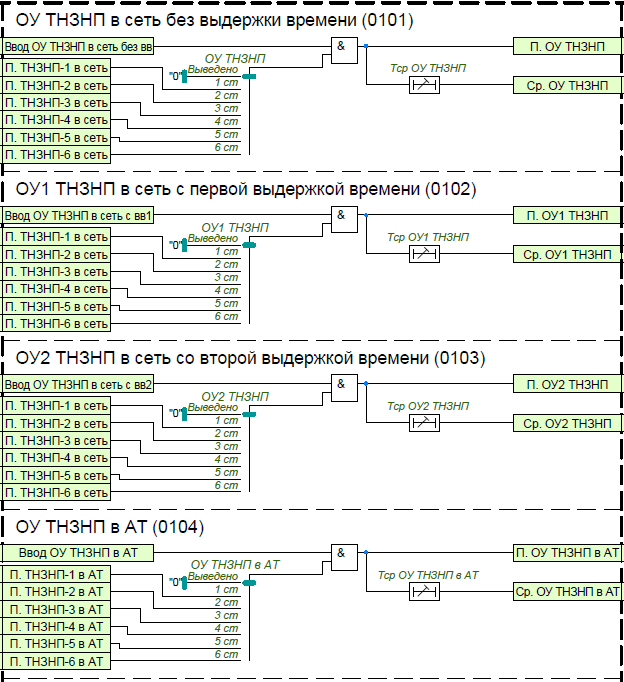 ОУ ТНЗНП в сеть без выдержки времени (0101)
Ввод ОУ ТНЗНП в сеть без вв
&
П. ОУ ТНЗНП
ОУ ТНЗНП
Тср ОУ ТНЗНП
Ср. ОУ ТНЗНП
П. ТНЗНП-1 в сеть
"0"
Выведено
П. ТНЗНП-2 в сеть
1 ст
П. ТНЗНП-3 в сеть
2 ст
П. ТНЗНП-4 в сеть
3 ст
П. ТНЗНП-5 в сеть
4 ст
П. ТНЗНП-6 в сеть
5 ст
6 ст
ОУ1 ТНЗНП в сеть с первой выдержкой времени (0102)
Ввод ОУ ТНЗНП в сеть с вв1
&
П. ОУ1 ТНЗНП
ОУ1 ТНЗНП
Тср ОУ1 ТНЗНП
Ср. ОУ1 ТНЗНП
П. ТНЗНП-1 в сеть
"0"
Выведено
П. ТНЗНП-2 в сеть
1 ст
П. ТНЗНП-3 в сеть
2 ст
П. ТНЗНП-4 в сеть
3 ст
П. ТНЗНП-5 в сеть
4 ст
П. ТНЗНП-6 в сеть
5 ст
6 ст
ОУ2 ТНЗНП в сеть со второй выдержкой времени (0103)
Ввод ОУ ТНЗНП в сеть с вв2
&
П. ОУ2 ТНЗНП
ОУ2 ТНЗНП
Тср ОУ2 ТНЗНП
Ср. ОУ2 ТНЗНП
П. ТНЗНП-1 в сеть
"0"
Выведено
П. ТНЗНП-2 в сеть
1 ст
П. ТНЗНП-3 в сеть
2 ст
П. ТНЗНП-4 в сеть
3 ст
П. ТНЗНП-5 в сеть
4 ст
П. ТНЗНП-6 в сеть
5 ст
6 ст
ОУ ТНЗНП в АТ (0104)
Ввод ОУ ТНЗНП в АТ
&
П. ОУ ТНЗНП в АТ
ОУ ТНЗНП в АТ
Тср ОУ ТНЗНП в АТ
Ср. ОУ ТНЗНП в АТ
П. ТНЗНП-1 в АТ
"0"
Выведено
П. ТНЗНП-2 в АТ
1 ст
П. ТНЗНП-3 в АТ
2 ст
П. ТНЗНП-4 в АТ
3 ст
П. ТНЗНП-5 в АТ
4 ст
П. ТНЗНП-6 в АТ
5 ст
6 ст